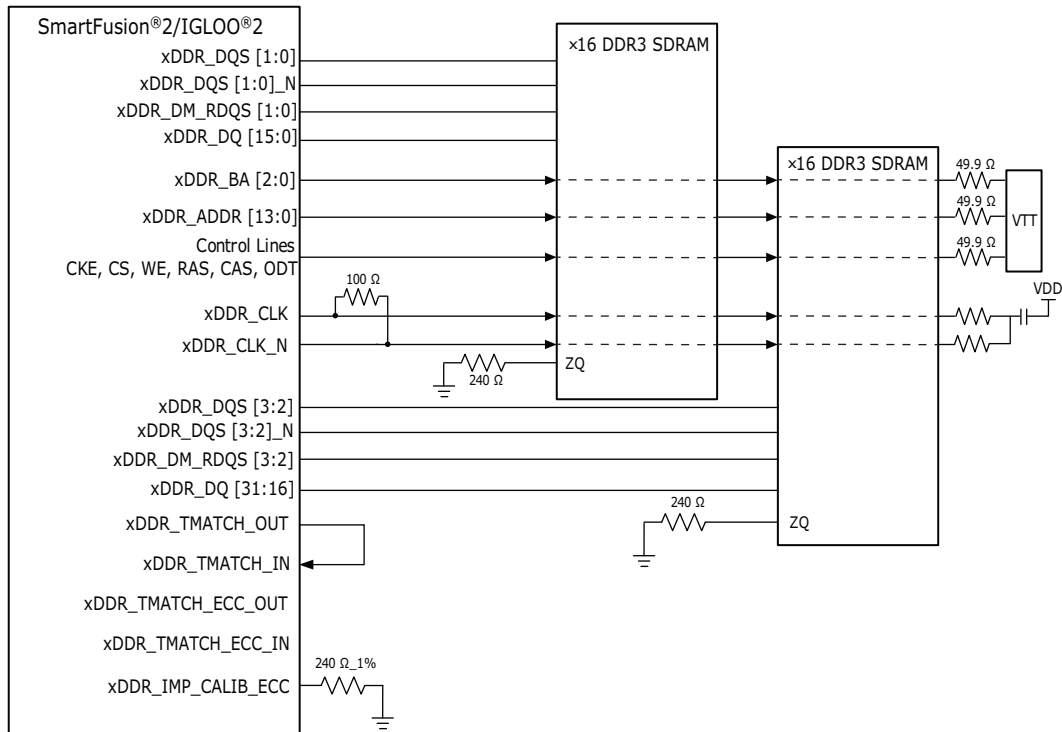 SmartFusion®2/IGLOO®2
xDDR_DQS [1:0]
xDDR_DQS [1:0]_N
xDDR_DM_RDQS [1:0]
xDDR_DQ [15:0]
xDDR_BA [2:0]
xDDR_ADDR [13:0]
Control Lines
CKE, CS, WE, RAS, CAS, ODT
100 Ω
xDDR_CLK
xDDR_CLK_N
×16 DDR3 SDRAM
ZQ
240 Ω
×16 DDR3 SDRAM
49.9 Ω
49.9 Ω
49.9 Ω
VTT
VDD
xDDR_DQS [3:2]
xDDR_DQS [3:2]_N
xDDR_DM_RDQS [3:2]
xDDR_DQ [31:16]
240 Ω
ZQ
xDDR_TMATCH_OUT
xDDR_TMATCH_IN
xDDR_TMATCH_ECC_OUT
xDDR_TMATCH_ECC_IN
xDDR_IMP_CALIB_ECC
240 Ω_1%